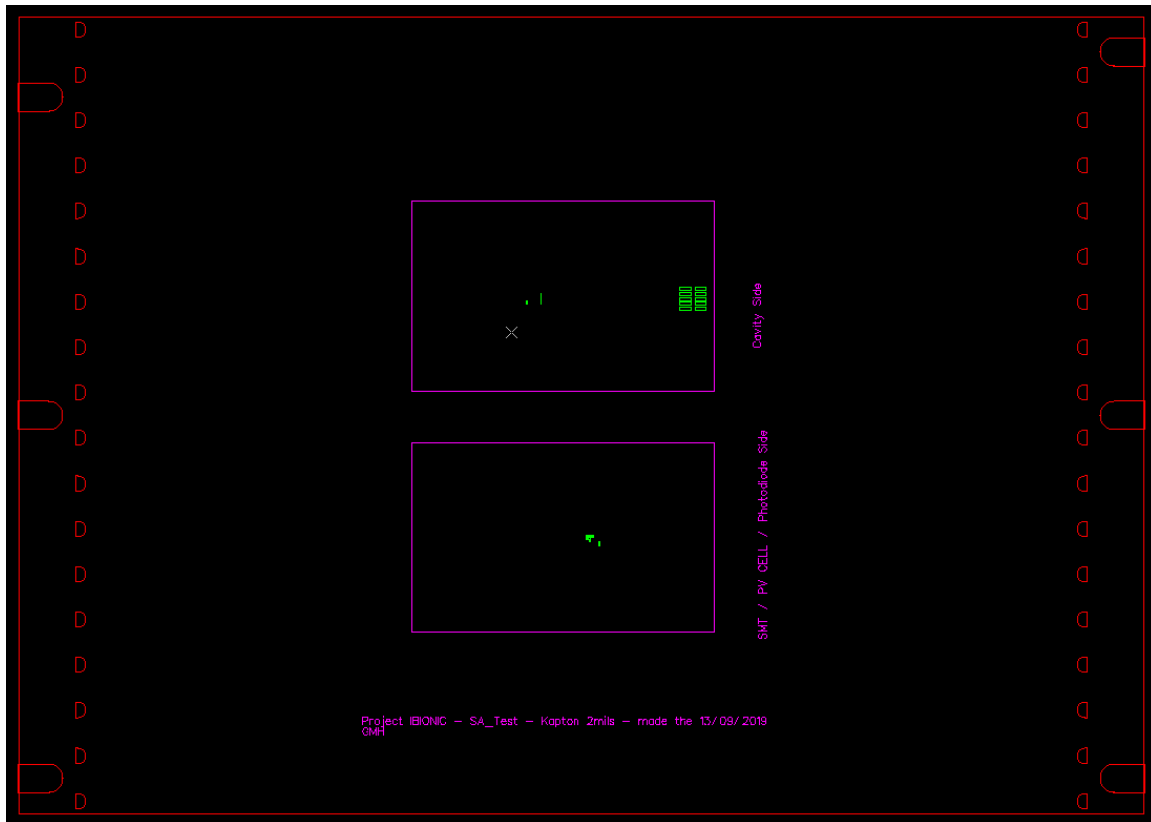 Cavity Side
SMT / PV CELL / Photodiode Side
Project IBIONIC - SA_Test - Kapton 2mils - made the 13/09/2019
GMH